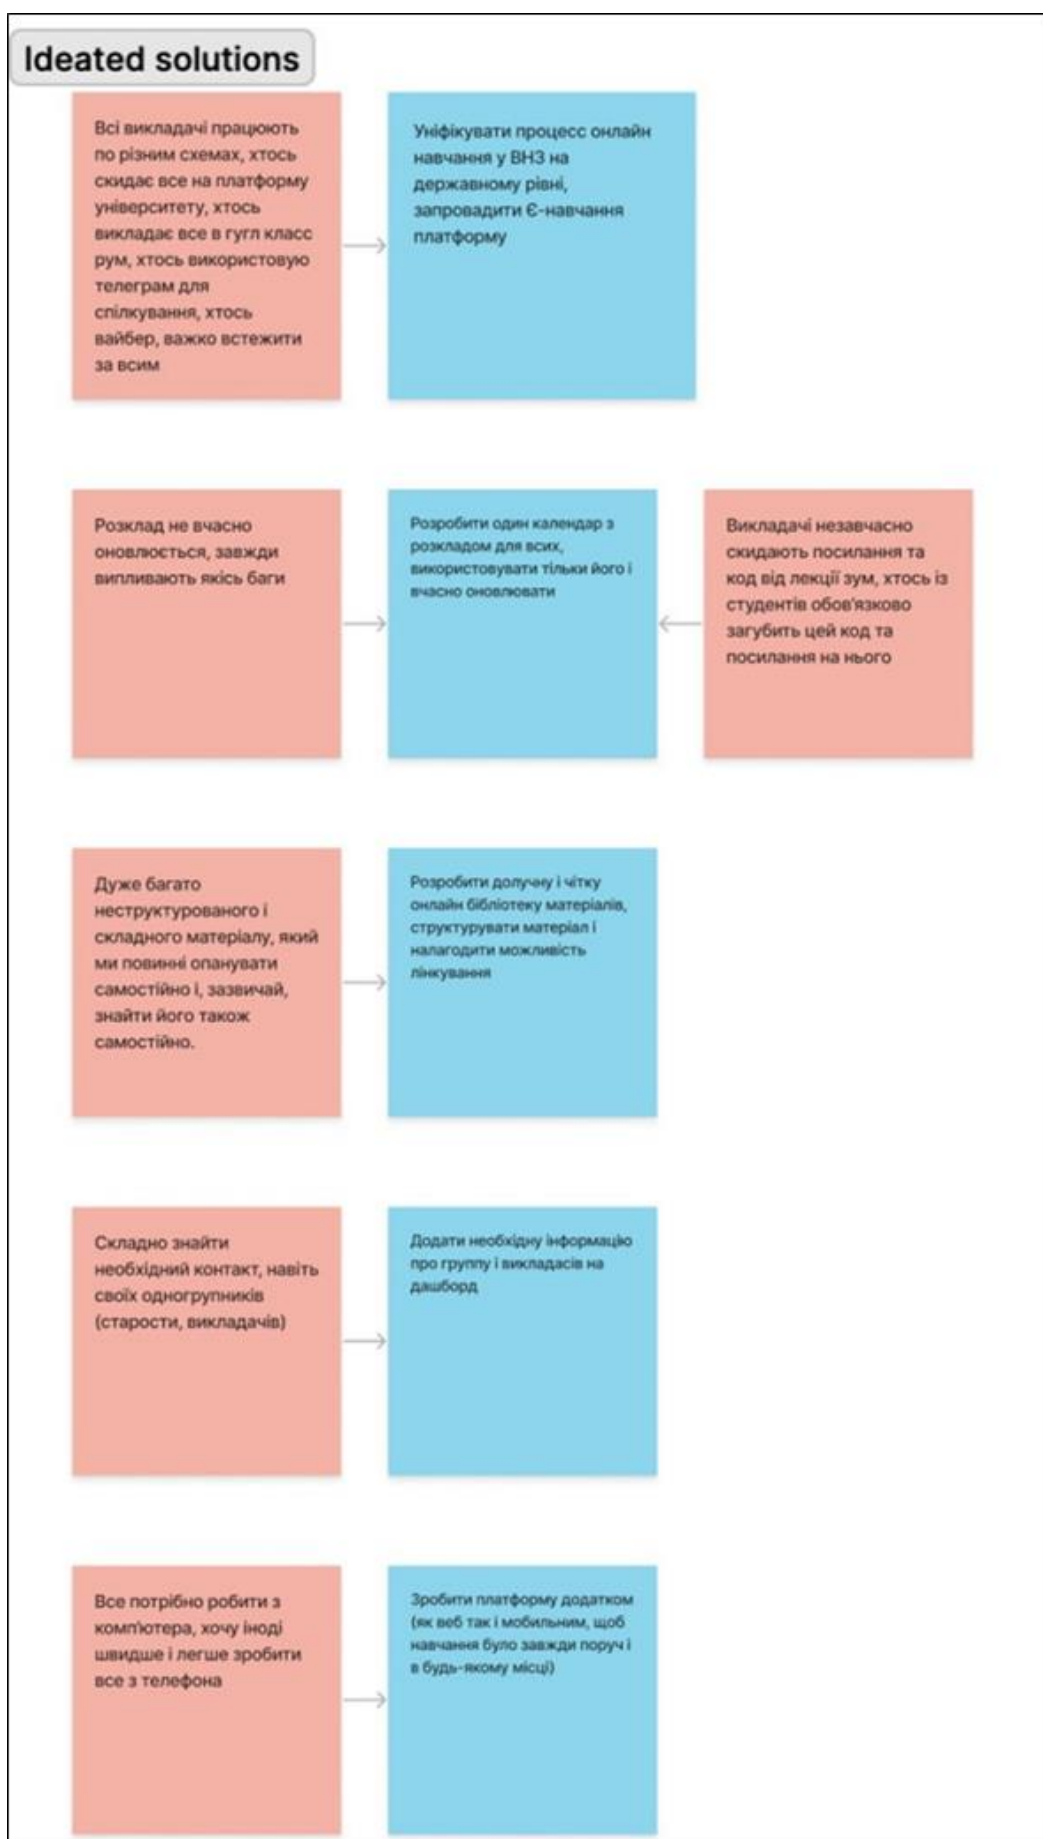 Ideated solutions
Всі викладачі працюють
по різним схемах, хтось
скидає все на платформу
університету, хтось
викладає все в гугл класс
рум, хтось використовую
телеграм для
спілкування, хтось
вайбер, важко встежити
за всим
Уніфікувати процесс онлайн
навчання у ВНЗ на
державному рівні,
запровадити Є-навчання
платформу
Розклад не вчасно
оновлюється, завжди
випливають якісь баги
Розробити один календар з
розкладом для всих,
використовувати тільки його і
вчасно оновлювати
Викладачі незавчасно
скидають посилання та
код від лекції зум, хтось із
студентів обов'язково
загубить цей код та
посилання на нього
Дуже багато
неструктурованого і
складного матеріалу, який
ми повинні опанувати
самостійно і, зазвичай,
знайти його також
самостійно.
Розробити долучну і чітку
онлайн бібліотеку матеріалів,
структурувати матеріал і
налагодити можливість
лінкування
Складно знайти
необхідний контакт, навіть
своїх одногрупників
(старости, викладачів)
Додати необхідну інформацію
про группу і викладасів на
дашборд
Все потрібно робити з
комп'ютера, хочу іноді
швидше і легше зробити
все з телефона
Зробити платформу додатком
(як веб так і мобильним, щоб
навчання було завжди поруч і
в будь-якому місці)